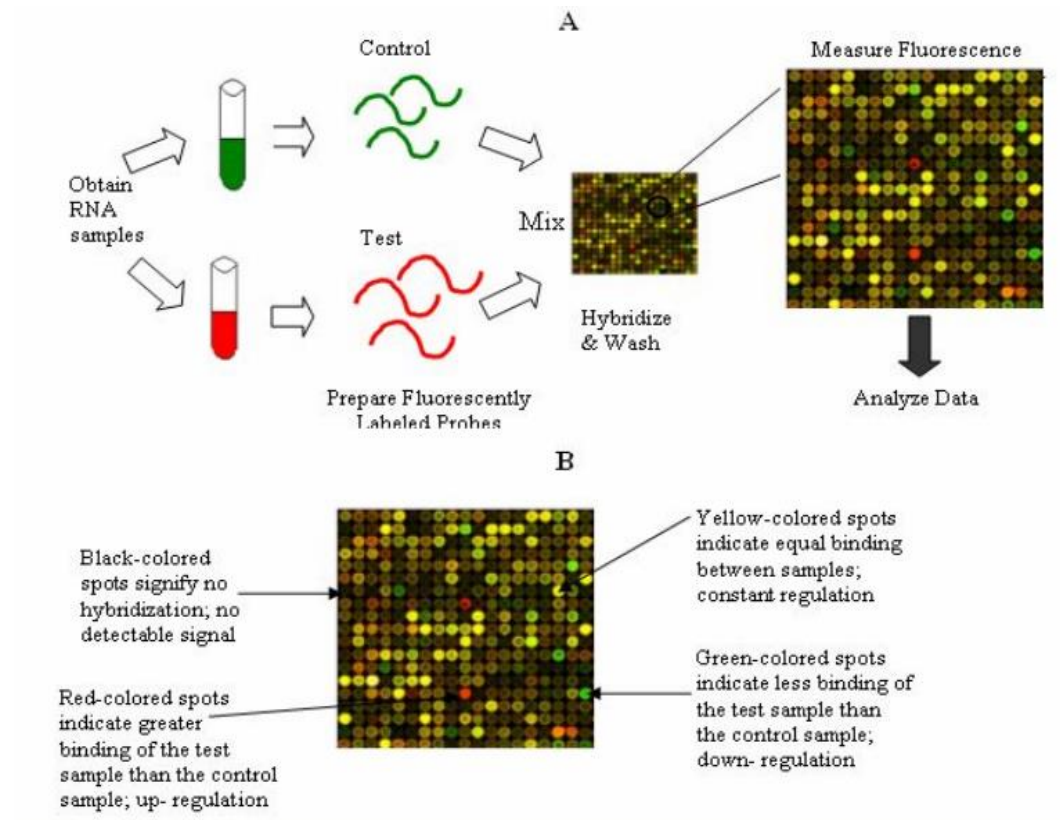 A
Control
Measure Fluorescence
Obtain
RNA
samples
Mix
Test
Hybridize
& Wash
Prepare Fluorescently
Labeled Probes
Analyze Data
B
Black-colored
spots signify no
hybridization; no
detectable signal
Yellow-colored spots
indicate equal binding
between samples;
constant regulation
Red-colored spots
indicate greater
binding of the test
sample than the control
sample; up- regulation
Green-colored spots
indicate less binding of
the test sample than
the control sample;
down- regulation